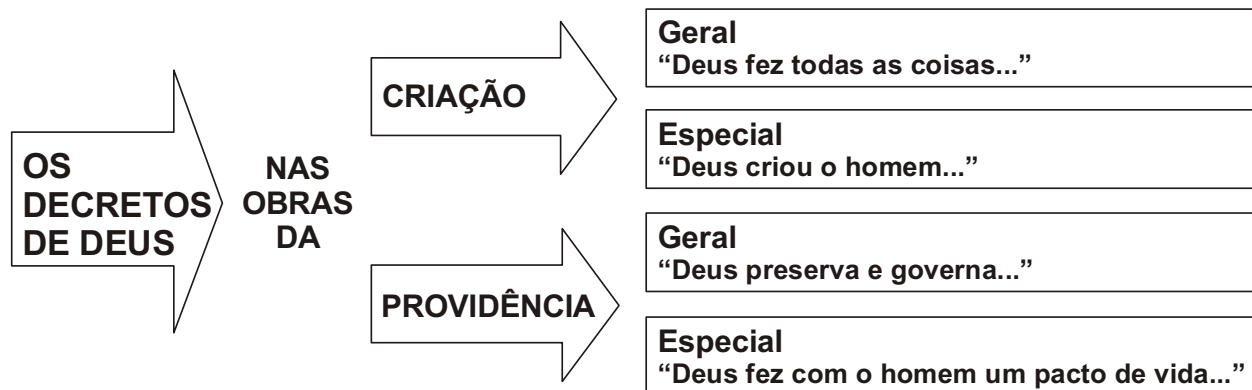 OS
DECRETOS
DE DEUS
NAS
OBRAS
DA
CRIAÇÃO
Geral
“Deus fez todas as coisas...”
Especial
“Deus criou o homem...”
PROVIDÊNCIA
Geral
“Deus preserva e governa...”
Especial
“Deus fez com o homem um pacto de vida...”